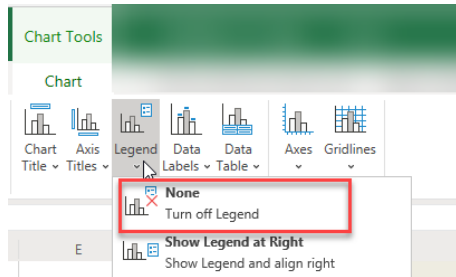 Chart Tools
Chart
Chart Title
Axis Titles
Legend
Data Labels
Data Table
Axes
Gridlines
None
Turn off Legend
E
Show Legend at Right
Show Legend and align right